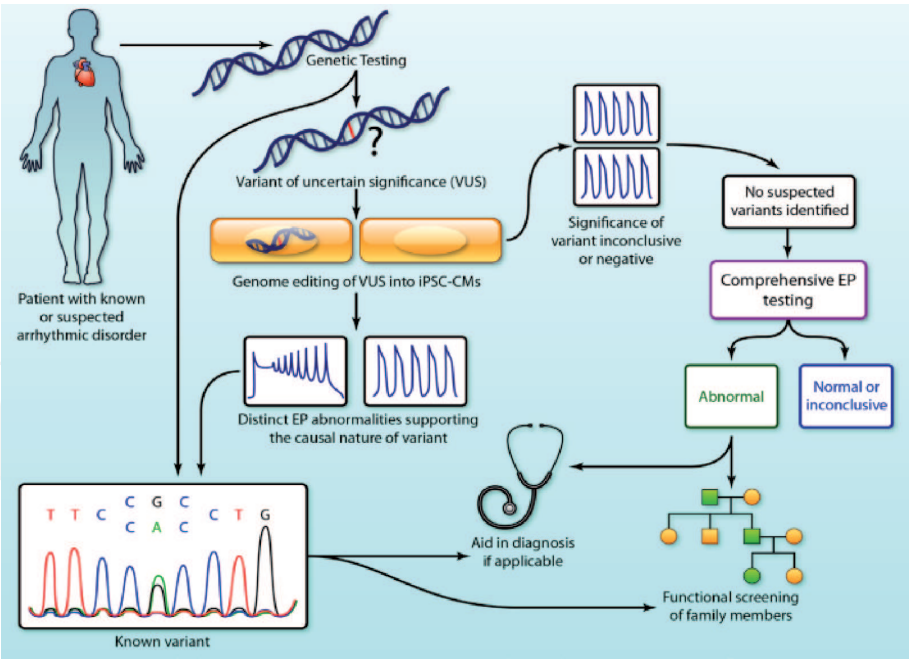 Genetic Testing
?
Variant of uncertain significance (VUS)
Genome editing of VUS into iPSC-CMs
Patient with known
or suspected
arrhythmic disorder
Significance of
variant inconclusive
or negative
No suspected
variants identified
Comprehensive EP
testing
Abnormal
Normal or
inconclusive
Distinct EP abnormalities supporting
the causal nature of variant
C G C
T T C C A C C T G
Known variant
Aid in diagnosis
if applicable
Functional screening
of family members